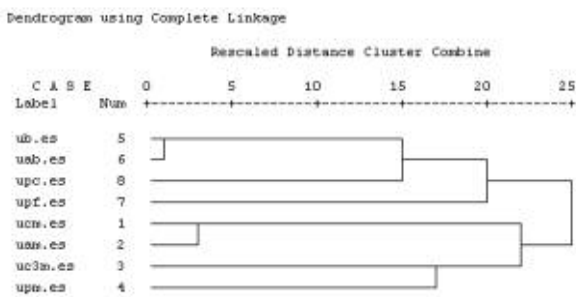 Dendrogram using Complete Linkage
Rescaled Distance Cluster Combine
C A S E 0 5 10 15 20 25
Label Num
ub.es 5
uab.es 6
upc.es 8
upf.es 7
ucm.es 1
uam.es 2
uc3m.es 3
upm.es 4